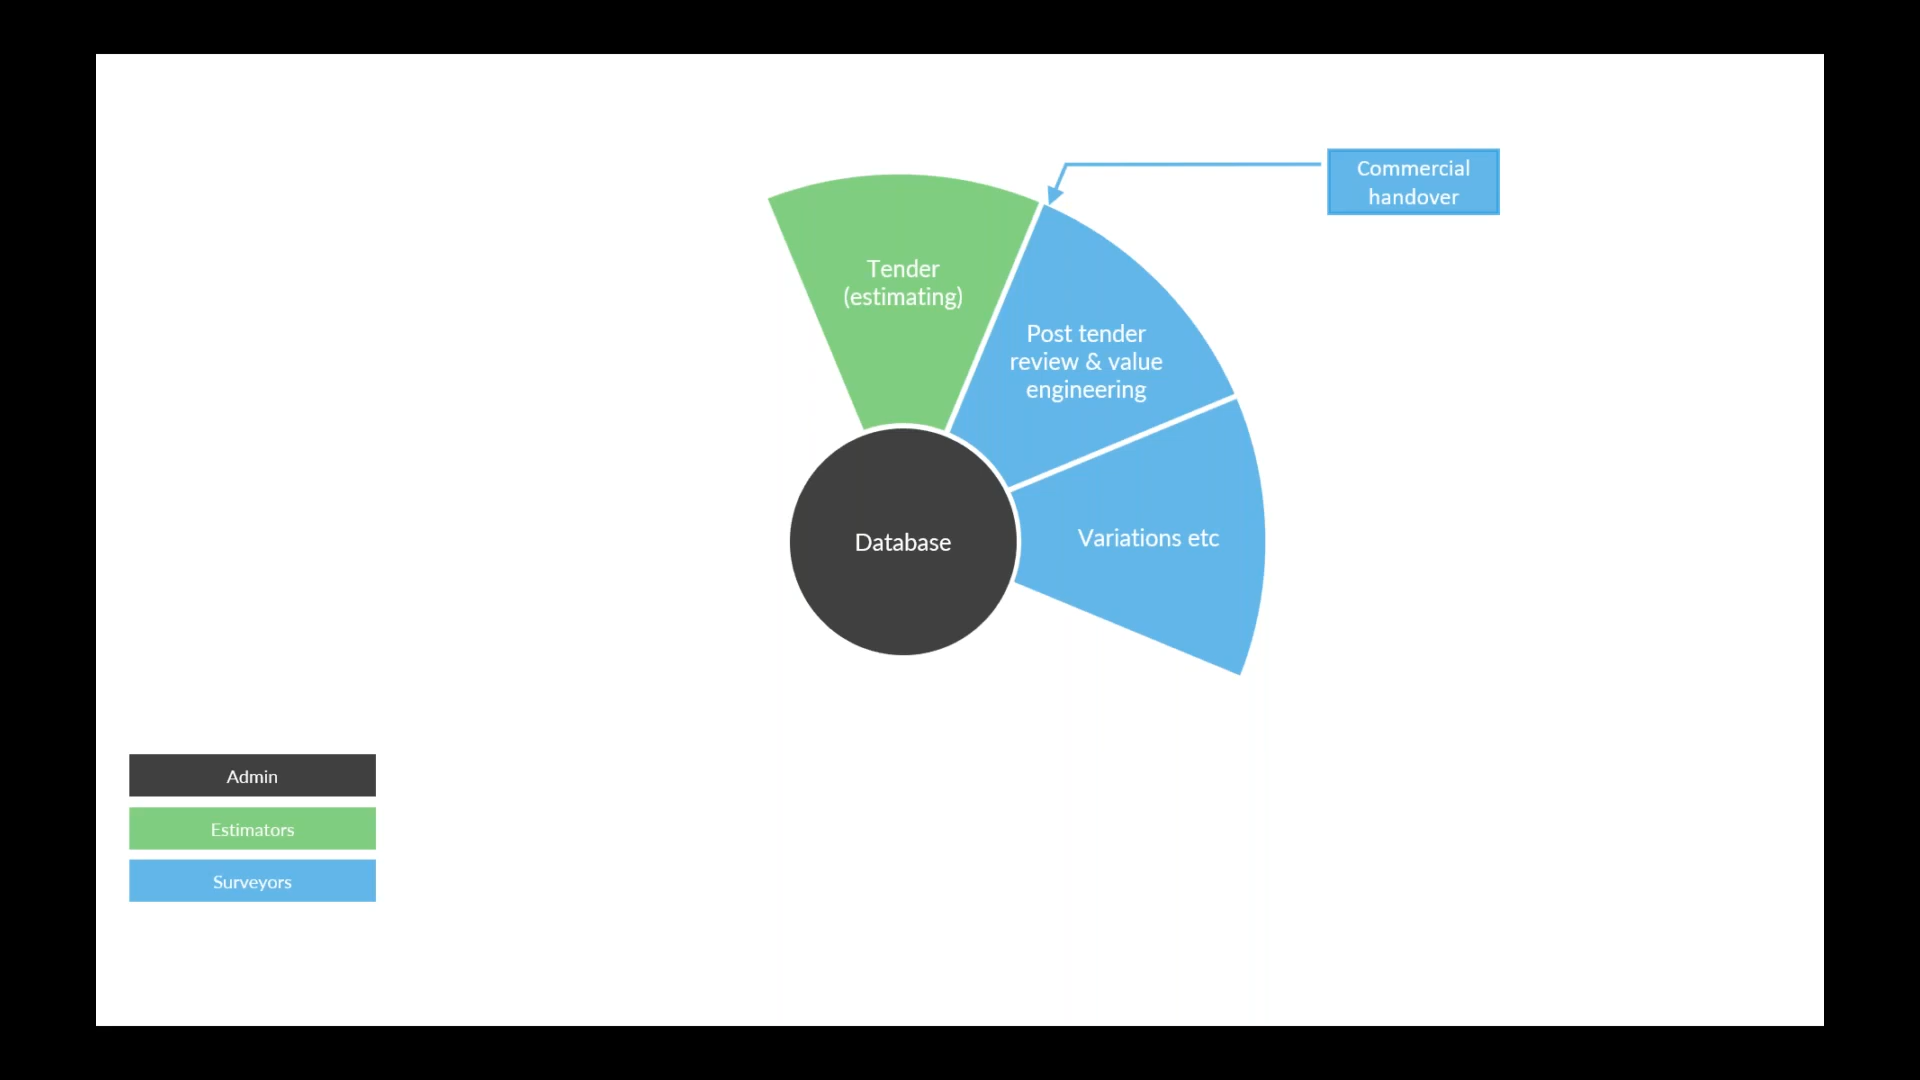 Commercial
handover
Tender
(estimating)
Post tender
review & value
engineering
Variations etc
Database
Admin
Estimators
Surveyors